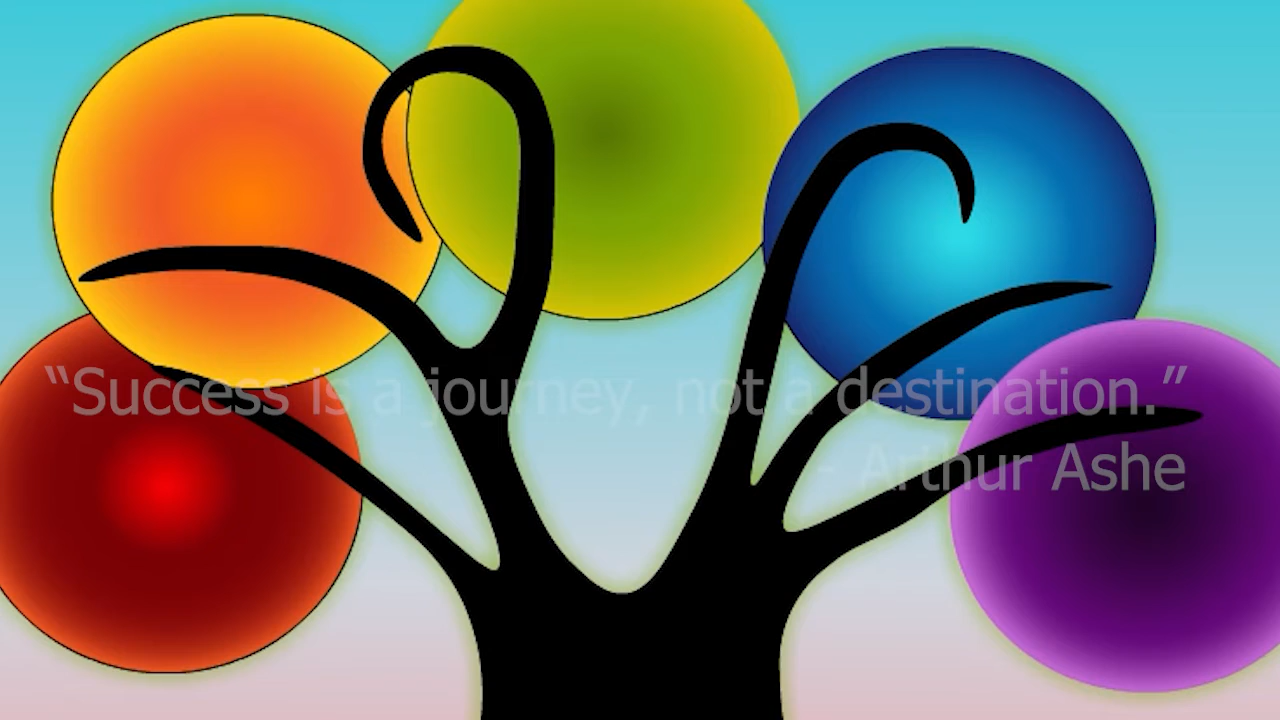 “Success is a journey, not a destination.”
- Arthur Ashe